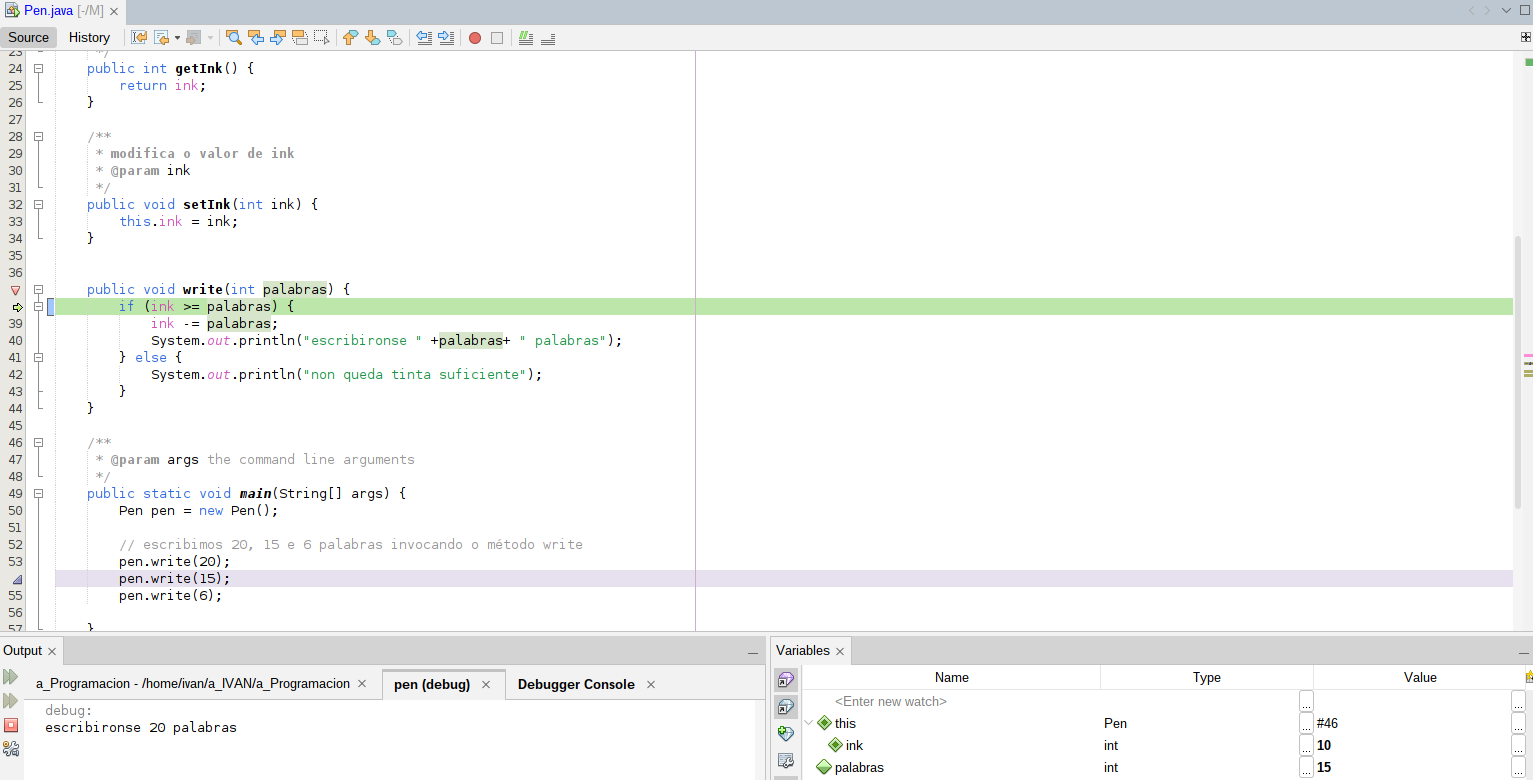 Pen.java [-/M]
Source History
23 */
24 public int getInk() {
25 return ink;
26 }
27
28 /**
29 * modifica o valor de ink
30 * @param ink
31 */
32 public void setInk(int ink) {
33 this.ink = ink;
34 }
35
36
public void write(int palabras) {
if (ink >= palabras) {
39 ink -= palabras;
40 System.out.println("escribironse " +palabras+ " palabras");
41 } else {
42 System.out.println("non queda tinta suficiente");
43 }
44 }
45
46 /**
47 * @param args the command line arguments
48 */
49 public static void main(String[] args) {
50 Pen pen = new Pen();
51
52 // escribimos 20, 15 e 6 palabras invocando o método write
53 pen.write(20);
pen.write(15);
55 pen.write(6);
56
57 }
Output
a_Programacion - /home/ivan/a_IVAN/a_Programacion pen (debug) Debugger Console
debug:
escribironse 20 palabras
Variables
Name Type Value
<Enter new watch> ... ...
this Pen ... #46 ...
ink int ... 10 ...
palabras int ... 15 ...